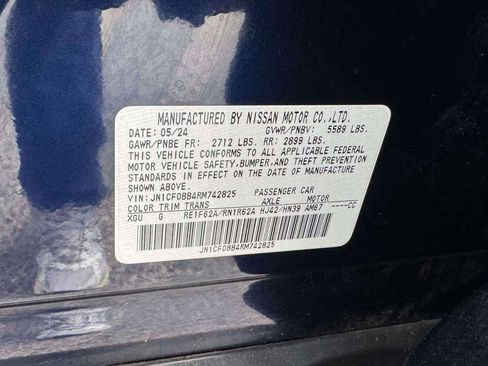 MANUFACTURED BY NISSAN MOTOR CO.,LTD.
DATE: 05/24 GVWR/PNBV: 5589 LBS.
GAWR/PNBE FR: 2712 LBS. RR: 2899 LBS.
THIS VEHICLE CONFORMS TO ALL APPLICABLE FEDERAL
MOTOR VEHICLE SAFETY,BUMPER,AND THEFT PREVENTION
STANDARDS IN EFFECT ON THE DATE OF MANUFACTURE
SHOWN ABOVE.
VIN: JN1CF0BB4RM742825 PASSENGER CAR
COLOR TRIM TRANS AXLE MOTOR
XGU G RE1F62A/RN1R62A HJ42/HN39 AM67 ----CC
JN1CF0BB4RM742825